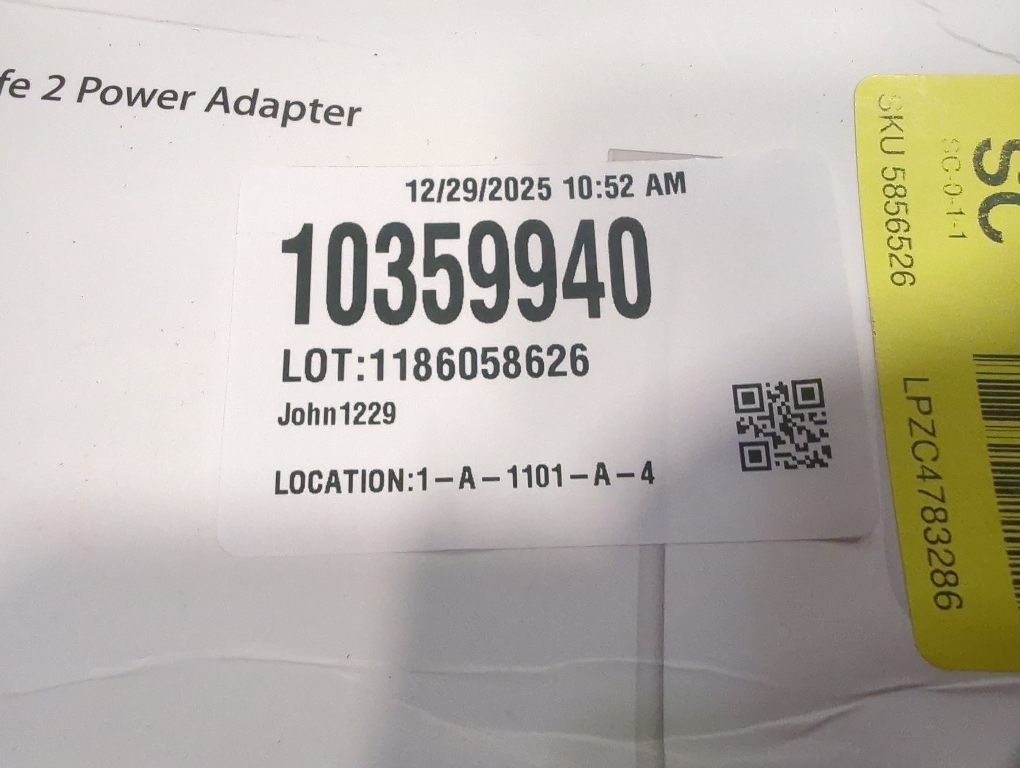 fe 2 Power Adapter
12/29/2025 10:52 AM
10359940
LOT:1186058626
John1229
LOCATION:1-A-1101-A-4
SC
SC-0-1-1
SKU 5856526
LPZC4783286